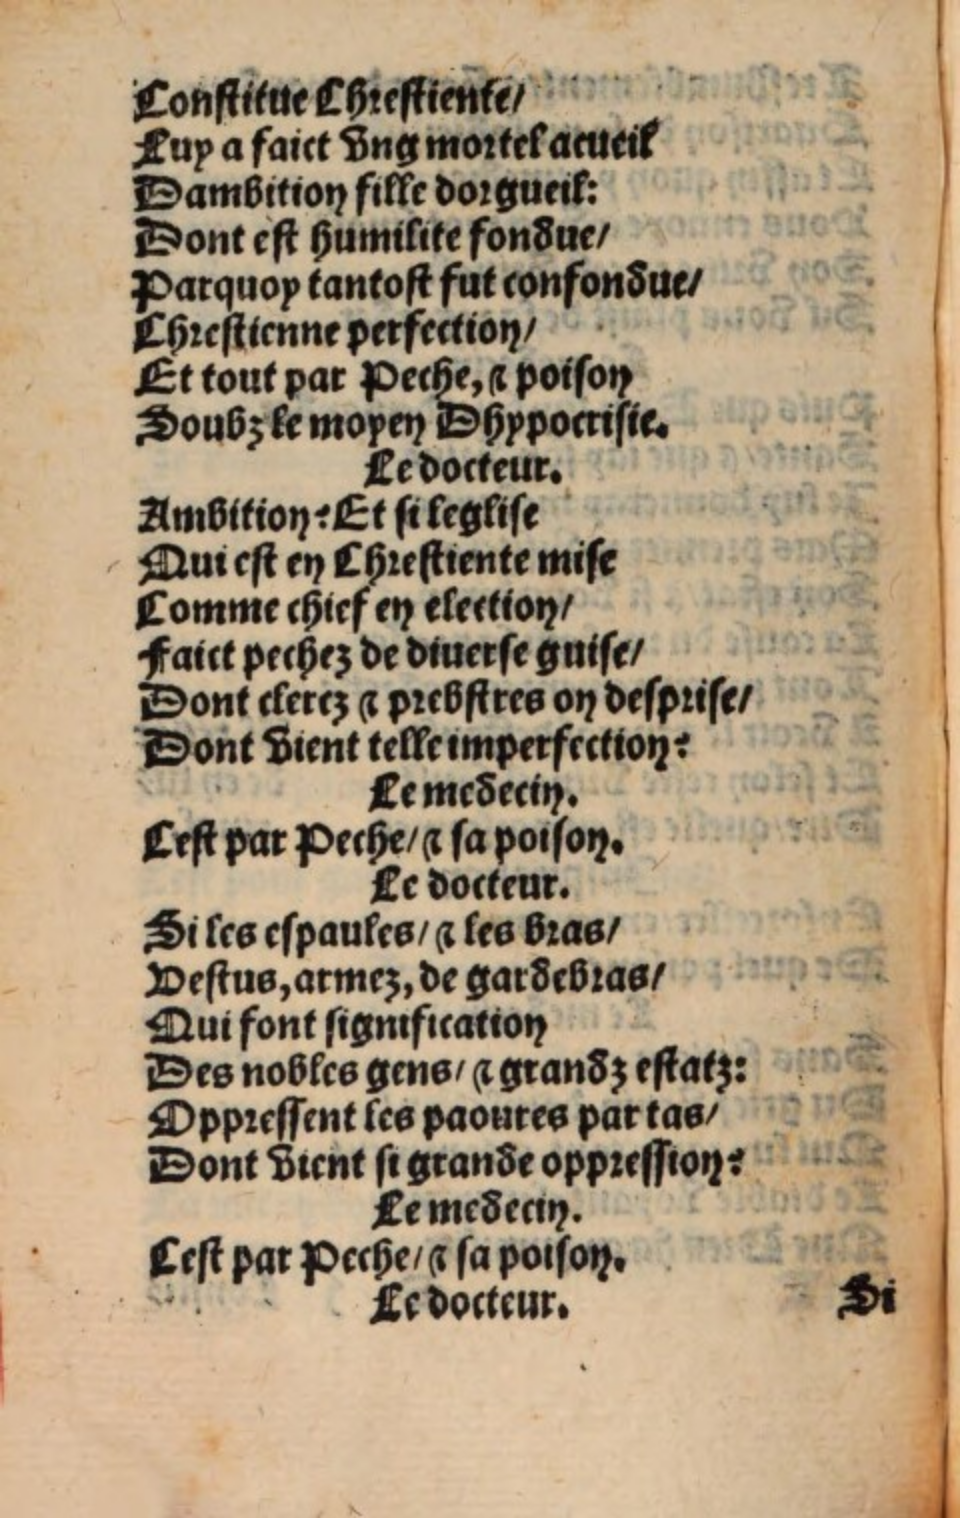 Constitue Chrestiente/
Luy a faict vng mortel acueil
Dambition fille dorgueil:
Dont est humilite fondue/
Parquoy tantost fut confondue/
Chrestienne perfection/
Et tout par Peche, & poison
Soubz le moyen Dhypocrisie.
Le docteur.
Ambition? Et si leglise
Qui est en Chrestiente mise
Comme chief en election/
Faict pechez de diuerse guise/
Dont clercz & prebstres on desprise/
Dont vient telle imperfection?
Le medecin.
Cest par Peche/ & sa poison.
Le docteur.
Si les espaules/ & les bras/
Vestus, armez, de gardebras/
Qui font signification
Des nobles gens/ & grandz estatz:
Oppressent les paoures par tas/
Dont vient si grande oppression?
Le medecin.
Cest par Peche/ & sa poison.
Le docteur.
Si